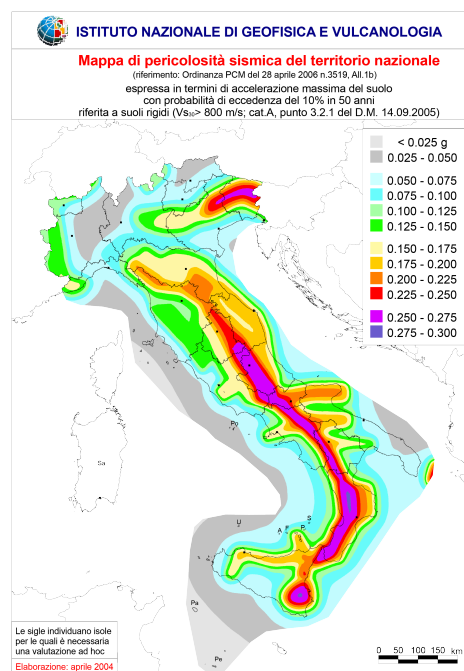 ISTITUTO NAZIONALE DI GEOFISICA E VULCANOLOGIA
Mappa di pericolosità sismica del territorio nazionale
(riferimento: Ordinanza PCM del 28 aprile 2006 n.3519, All.1b)
espressa in termini di accelerazione massima del suolo
con probabilità di eccedenza del 10% in 50 anni
riferita a suoli rigidi (Vs30> 800 m/s; cat.A, punto 3.2.1 del D.M. 14.09.2005)
< 0.025 g
0.025 - 0.050
0.050 - 0.075
0.075 - 0.100
0.100 - 0.125
0.125 - 0.150
0.150 - 0.175
0.175 - 0.200
0.200 - 0.225
0.225 - 0.250
0.250 - 0.275
0.275 - 0.300
Po
Sa
U
A
F
P
S
Pa
Pe
Le sigle individuano isole
per le quali è necessaria
una valutazione ad hoc
Elaborazione: aprile 2004
0 50 100 150 km